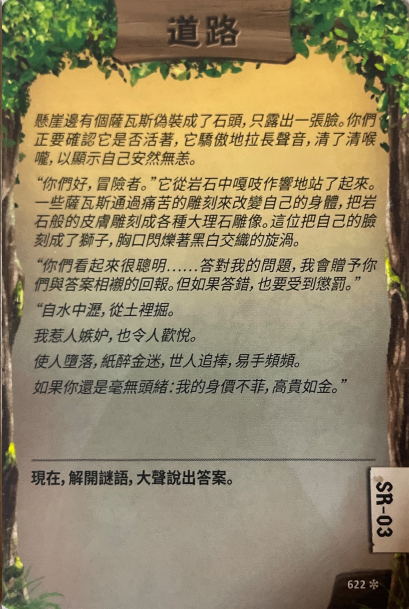 道路
懸崖邊有個薩瓦斯偽裝成了石頭，只露出一張臉。你們
正要確認它是否活著，它驕傲地拉長聲音，清了清喉
嚨，以顯示自己安然無恙。
“你們好，冒險者。”它從岩石中嘎吱作響地站了起來。
一些薩瓦斯通過痛苦的雕刻來改變自己的身體，把岩
石般的皮膚雕刻成各種大理石雕像。這位把自己的臉
刻成了獅子，胸口閃爍著黑白交織的旋渦。
“你們看起來很聰明……答對我的問題，我會贈予你
們與答案相襯的回報。但如果答錯，也要受到懲罰。”
“自水中瀝，從土裡掘。
我惹人嫉妒，也令人歡悅。
使人墮落，紙醉金迷，世人追捧，易手頻頻。
如果你還是毫無頭緒：我的身價不菲，高貴如金。”
現在，解開謎語，大聲說出答案。
SR-03
622